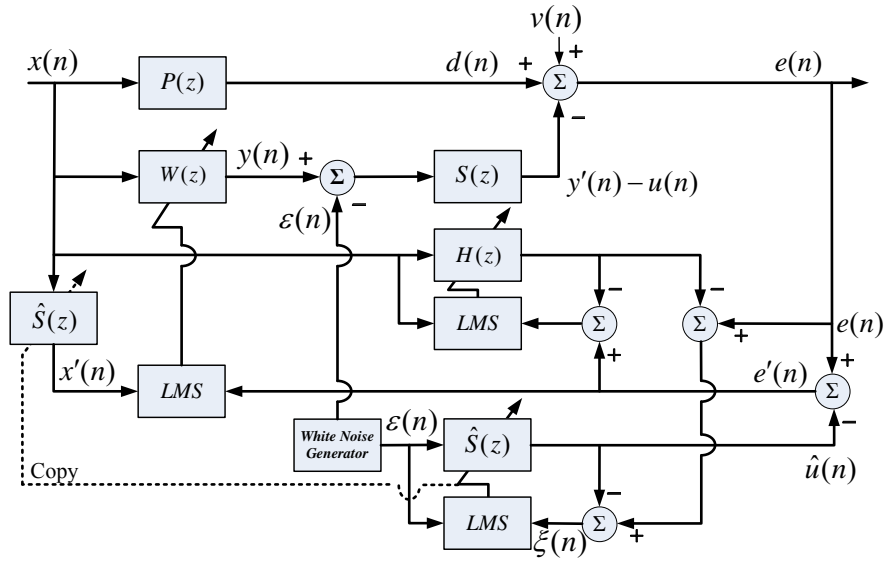 v(n)
x(n)
P(z)
d(n)
+
+
Σ
e(n)
−
W(z)
y(n)
+
Σ
−
S(z)
y′(n) − u(n)
ε(n)
H(z)
−
−
Ŝ(z)
LMS
Σ
+
Σ
+
e(n)
+
x′(n)
LMS
e′(n)
Σ
−
White Noise
Generator
ε(n)
Ŝ(z)
û(n)
Copy
−
LMS
ξ(n)
Σ
+